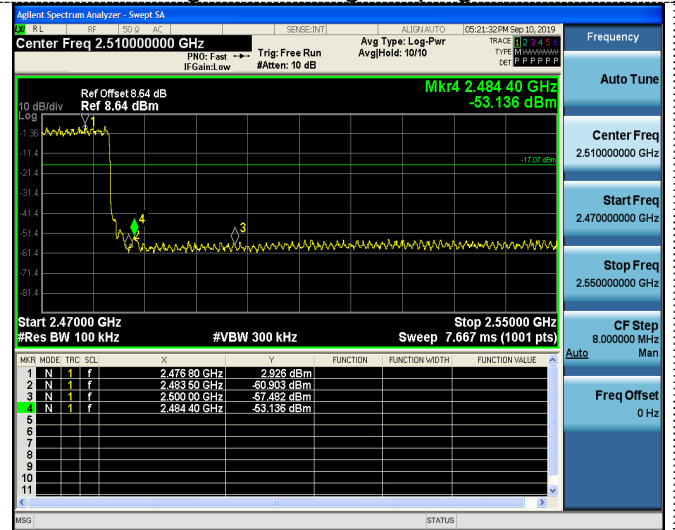 Agilent Spectrum Analyzer - Swept SA
LXI RL RF 50 Ω AC SENSE:INT ALIGNAUTO 05:21:32 PM Sep 10, 2019
Center Freq 2.510000000 GHz
PNO: Fast
IFGain:Low
Trig: Free Run
#Atten: 10 dB
Avg Type: Log-Pwr
Avg|Hold: 10/10
TRACE 1 2 3 4 5 6
TYPE M
DET P P P P P P
Frequency
Auto Tune
Center Freq
2.510000000 GHz
Start Freq
2.470000000 GHz
Stop Freq
2.550000000 GHz
CF Step
8.000000 MHz
Auto Man
Freq Offset
0 Hz
Mkr4 2.484 40 GHz
-53.136 dBm
Ref Offset 8.64 dB
10 dB/div Ref 8.64 dBm
Log
-1.36
-11.4
-21.4
-31.4
-41.4
-51.4
-61.4
-71.4
-81.4
1
-17.07 dBm
4
2
3
Start 2.47000 GHz Stop 2.55000 GHz
#Res BW 100 kHz #VBW 300 kHz Sweep 7.667 ms (1001 pts)
MKR MODE TRC SCL X Y FUNCTION FUNCTION WIDTH FUNCTION VALUE
1 N 1 f 2.476 80 GHz 2.926 dBm
2 N 1 f 2.483 50 GHz -60.903 dBm
3 N 1 f 2.500 00 GHz -57.482 dBm
4 N 1 f 2.484 40 GHz -53.136 dBm
5
6
7
8
9
10
11
MSG STATUS